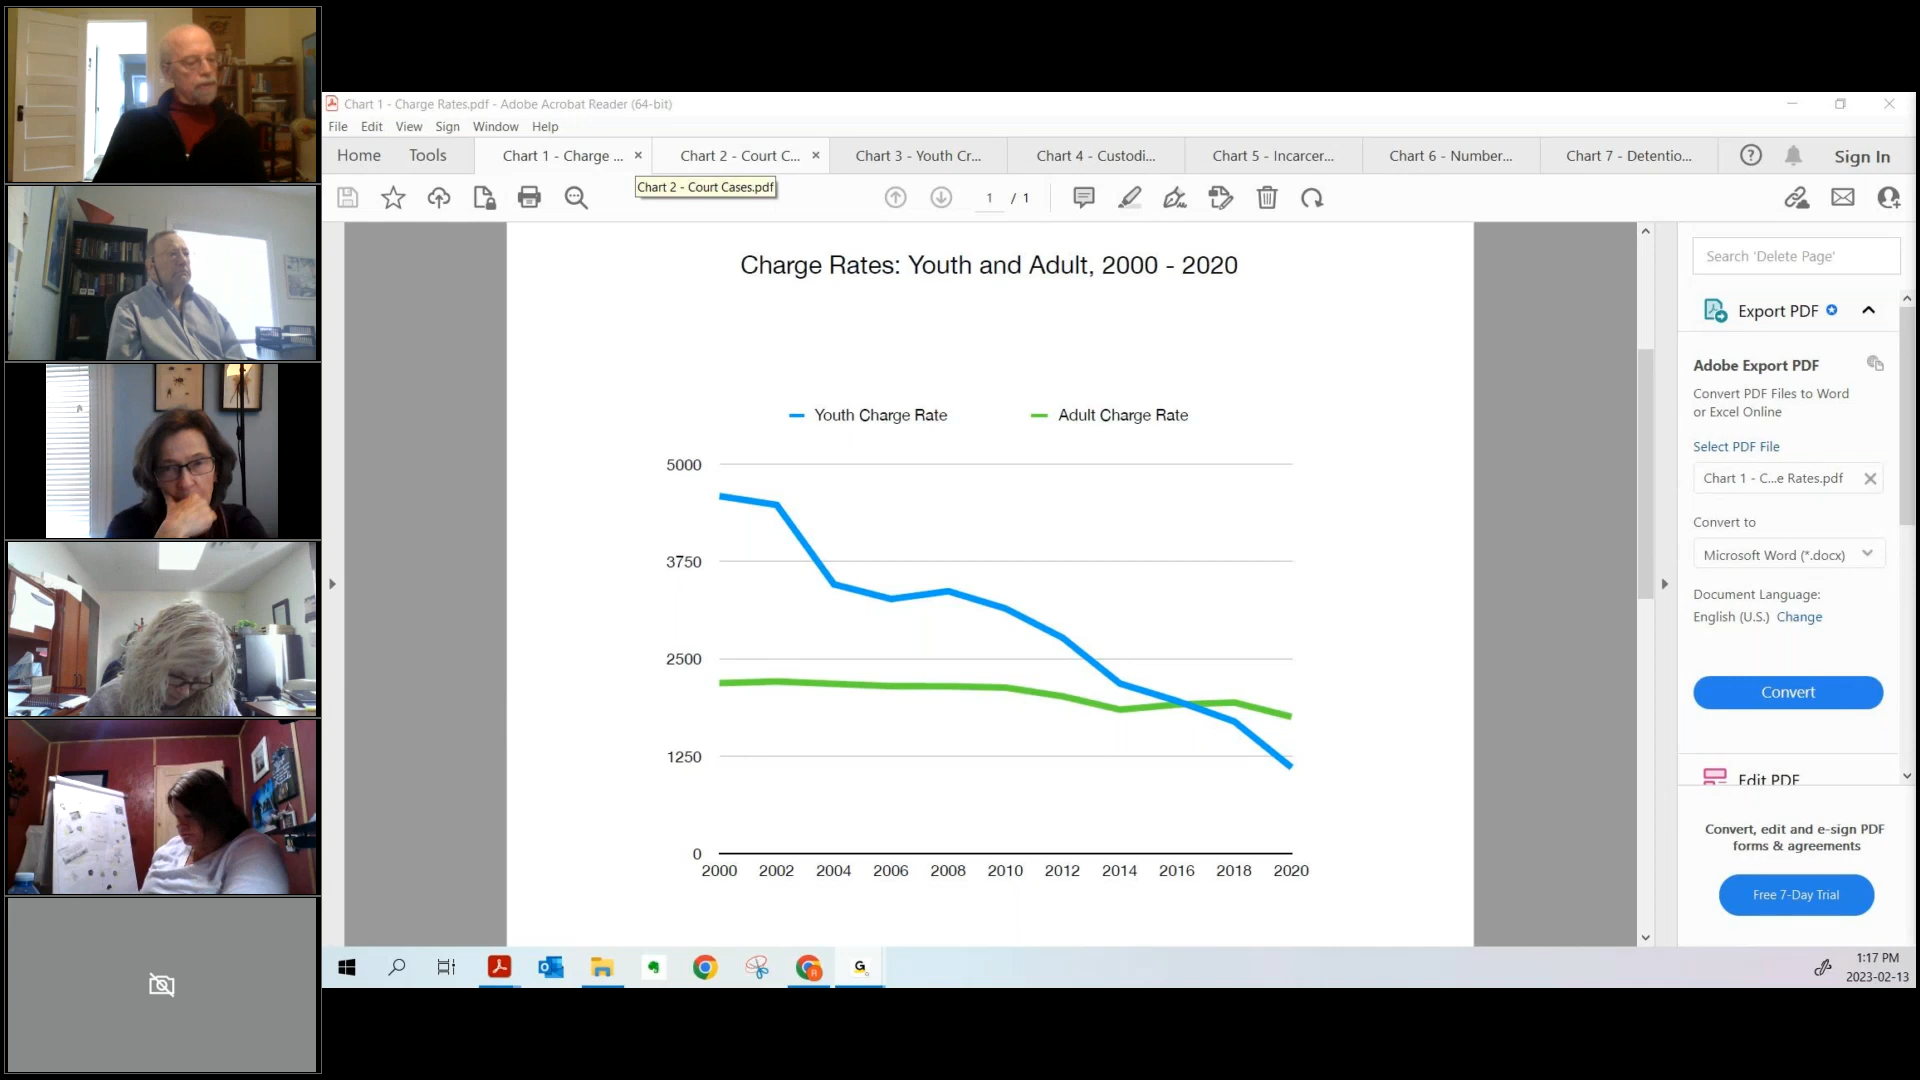 Chart 1 - Charge Rates.pdf - Adobe Acrobat Reader (64-bit)
File Edit View Sign Window Help
Home Tools Chart 1 - Charge ... Chart 2 - Court C... Chart 3 - Youth Cr... Chart 4 - Custodi... Chart 5 - Incarcer... Chart 6 - Number... Chart 7 - Detentio... Sign In
Chart 2 - Court Cases.pdf
1 / 1
Charge Rates: Youth and Adult, 2000 - 2020
Youth Charge Rate Adult Charge Rate
5000
3750
2500
1250
0
2000 2002 2004 2006 2008 2010 2012 2014 2016 2018 2020
Search 'Delete Page'
Export PDF
Adobe Export PDF
Convert PDF Files to Word
or Excel Online
Select PDF File
Chart 1 - C...e Rates.pdf
Convert to
Microsoft Word (*.docx)
Document Language:
English (U.S.) Change
Convert
Edit PDF
Convert, edit and e-sign PDF
forms & agreements
Free 7-Day Trial
1:17 PM
2023-02-13